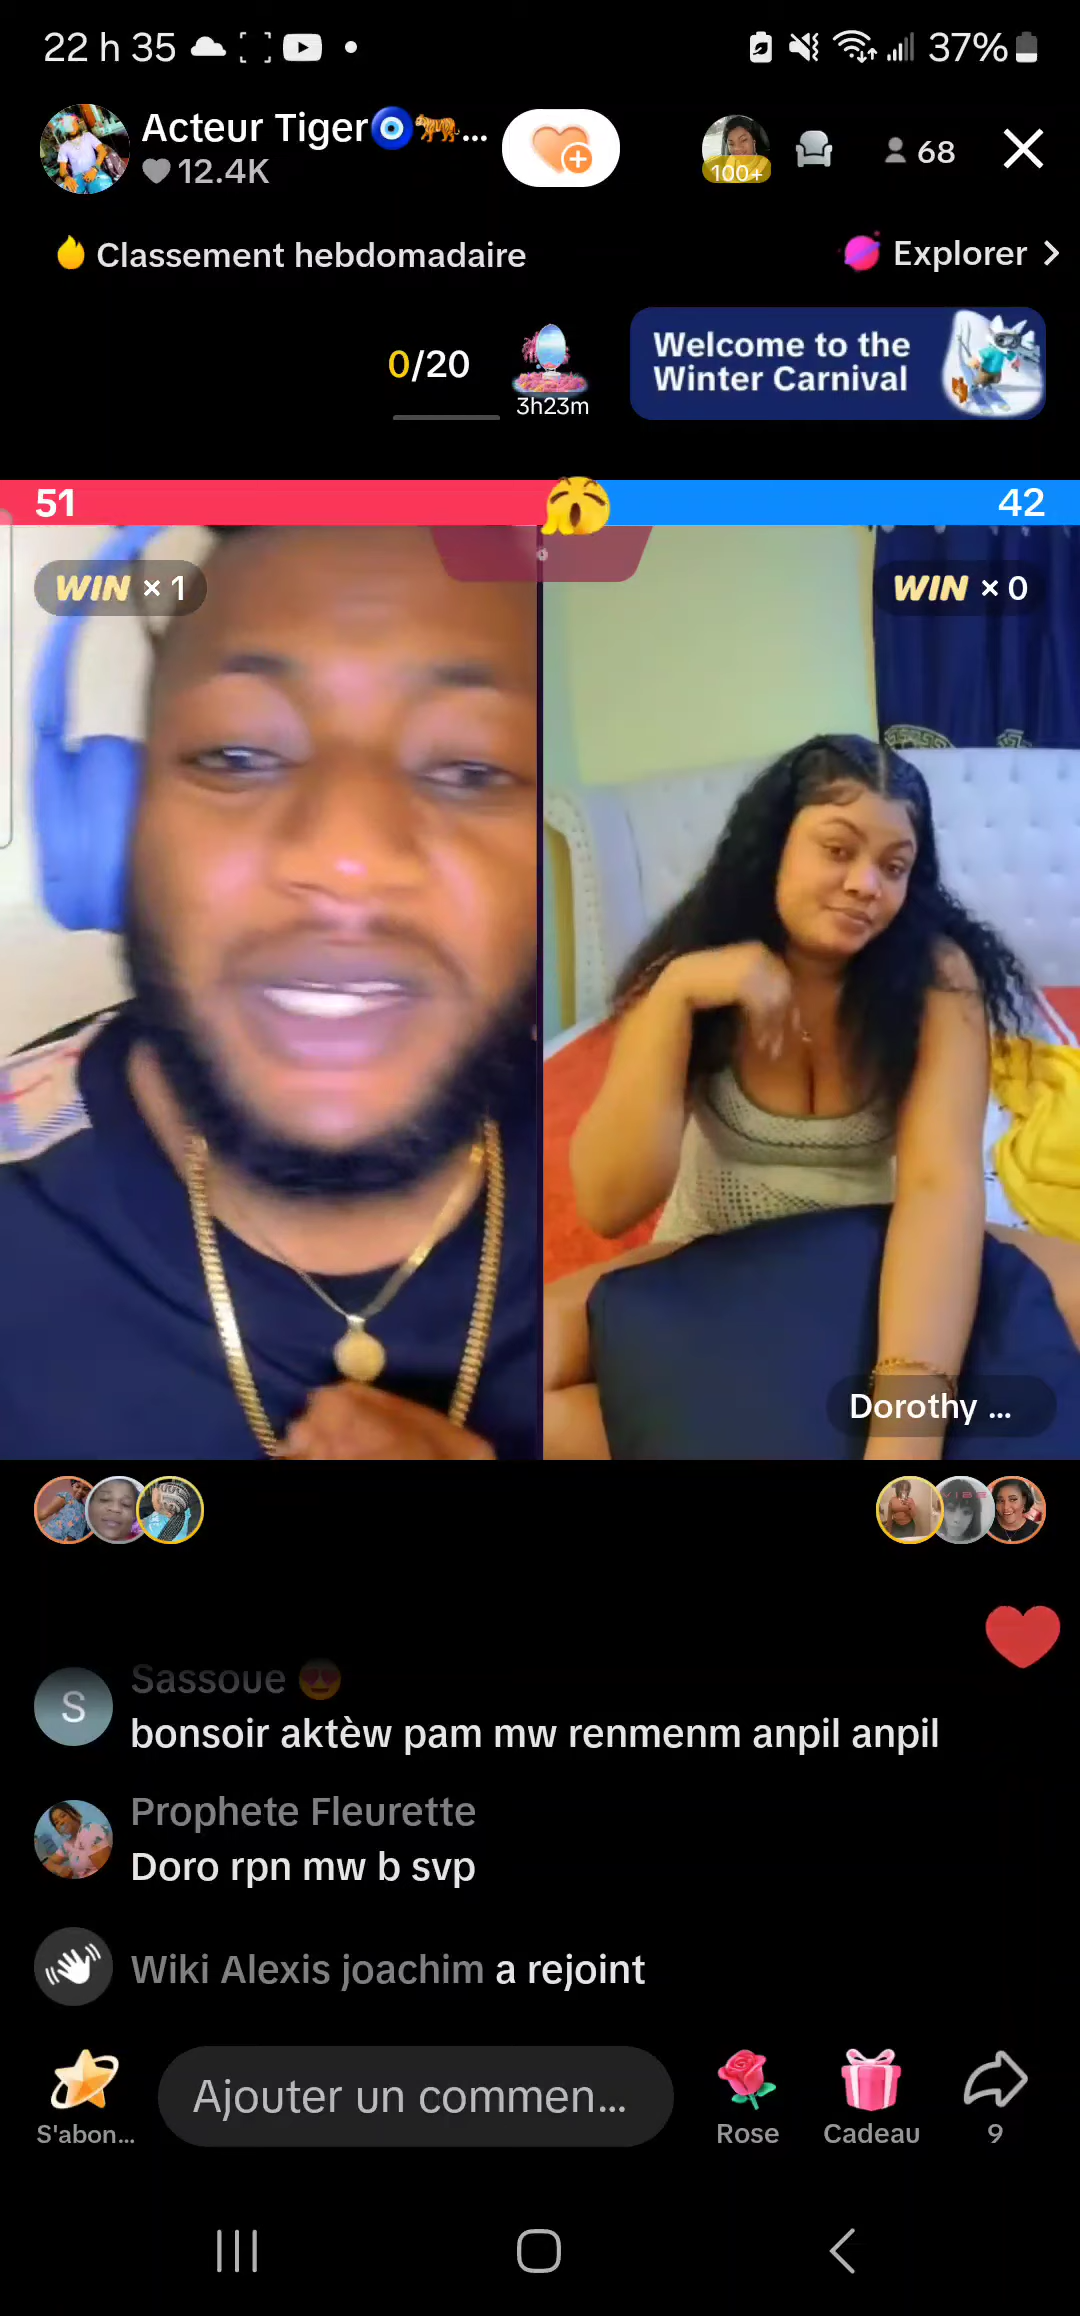 22 h 35
37%
Acteur Tiger🧿🐅...
12.4K
100+
68
Classement hebdomadaire
Explorer
0/20
3h23m
Welcome to the
Winter Carnival
51
42
WIN × 1
WIN × 0
Dorothy ...
S
Sassoue 😍
bonsoir aktèw pam mw renmenm anpil anpil
Prophete Fleurette
Doro rpn mw b svp
Wiki Alexis joachim a rejoint
S'abon...
Ajouter un commen...
Rose
Cadeau
9